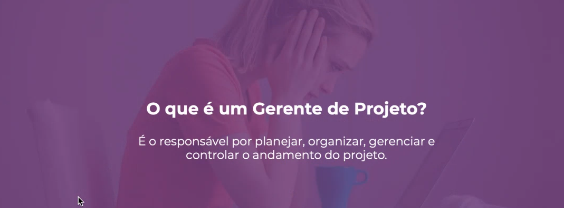 O que é um Gerente de Projeto?
É o responsável por planejar, organizar, gerenciar e
controlar o andamento do projeto.